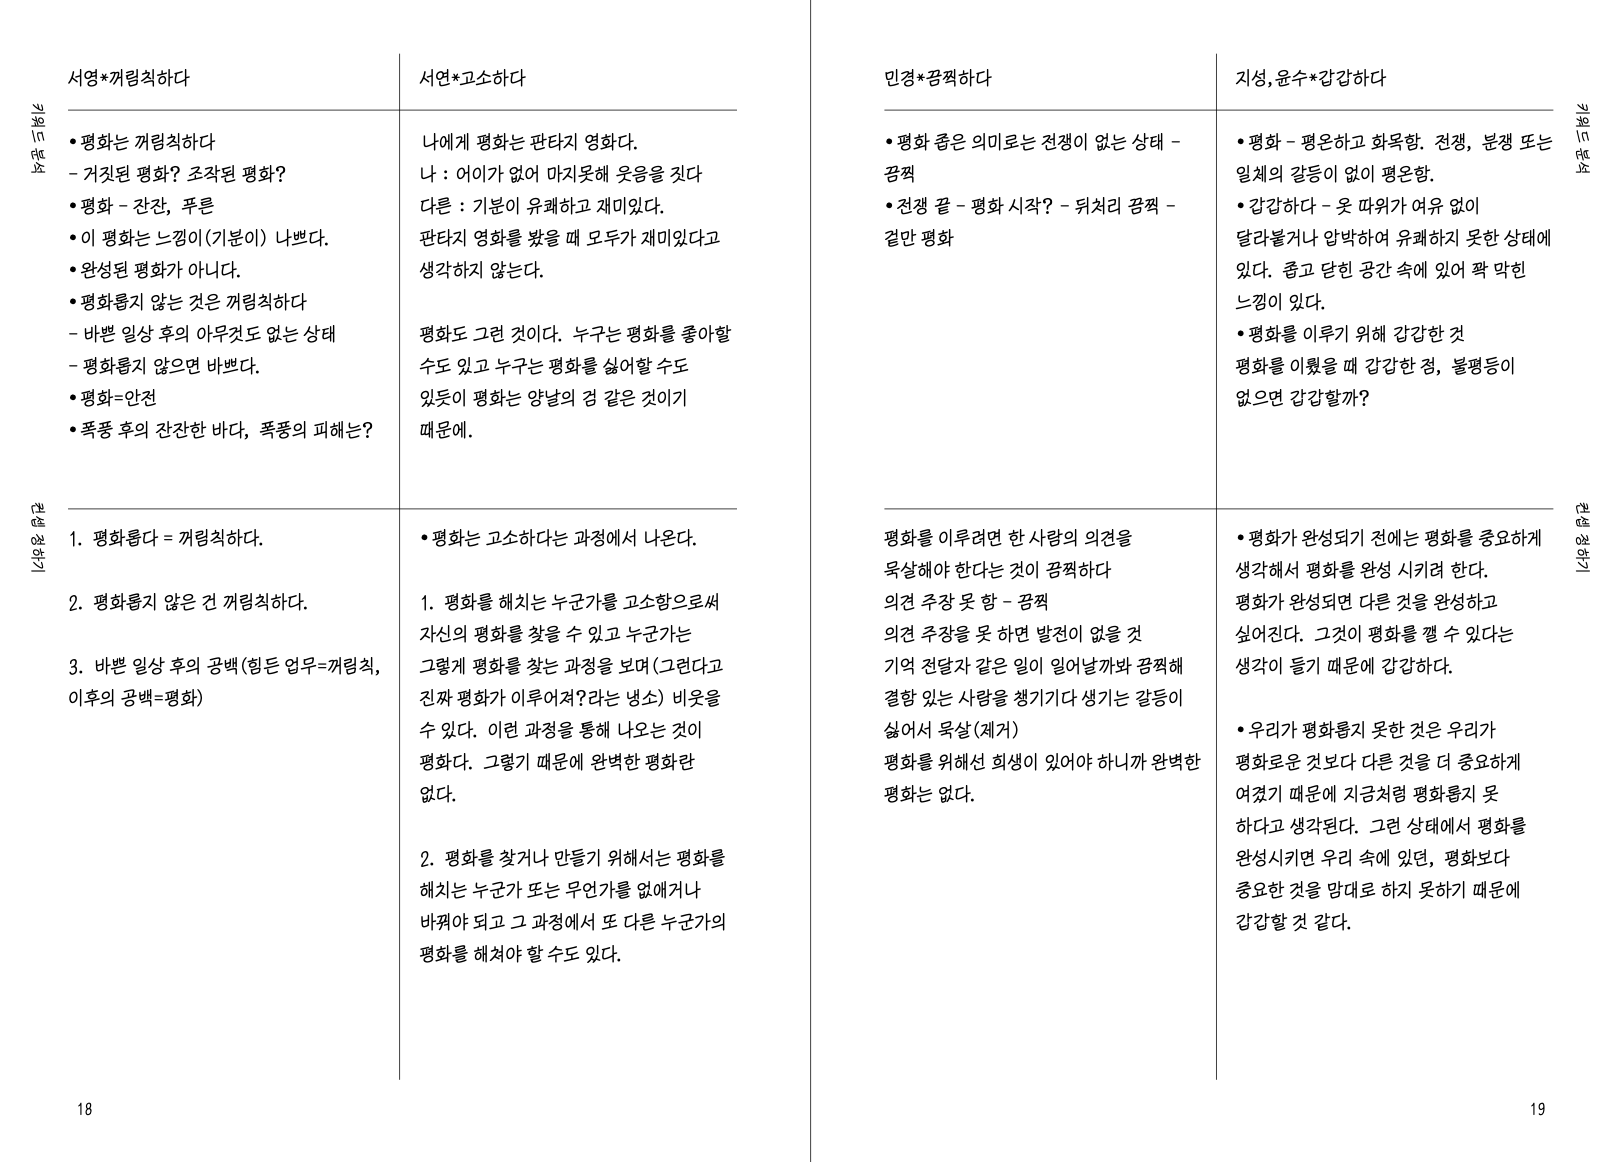 서영*꺼림칙하다
키워드 분석
•평화는 꺼림칙하다
- 거짓된 평화? 조작된 평화?
•평화 - 잔잔, 푸른
•이 평화는 느낌이(기분이) 나쁘다.
•완성된 평화가 아니다.
•평화롭지 않는 것은 꺼림칙하다
- 바쁜 일상 후의 아무것도 없는 상태
- 평화롭지 않으면 바쁘다.
•평화=안전
•폭풍 후의 잔잔한 바다, 폭풍의 피해는?
컨셉 정하기
1. 평화롭다 = 꺼림칙하다.
2. 평화롭지 않은 건 꺼림칙하다.
3. 바쁜 일상 후의 공백(힘든 업무=꺼림칙,
이후의 공백=평화)
서연*고소하다
나에게 평화는 판타지 영화다.
나 : 어이가 없어 마지못해 웃음을 짓다
다른 : 기분이 유쾌하고 재미있다.
판타지 영화를 봤을 때 모두가 재미있다고
생각하지 않는다.
평화도 그런 것이다. 누구는 평화를 좋아할
수도 있고 누구는 평화를 싫어할 수도
있듯이 평화는 양날의 검 같은 것이기
때문에.
•평화는 고소하다는 과정에서 나온다.
1. 평화를 해치는 누군가를 고소함으로써
자신의 평화를 찾을 수 있고 누군가는
그렇게 평화를 찾는 과정을 보며(그런다고
진짜 평화가 이루어져?라는 냉소) 비웃을
수 있다. 이런 과정을 통해 나오는 것이
평화다. 그렇기 때문에 완벽한 평화란
없다.
2. 평화를 찾거나 만들기 위해서는 평화를
해치는 누군가 또는 무언가를 없애거나
바꿔야 되고 그 과정에서 또 다른 누군가의
평화를 해쳐야 할 수도 있다.
18
민경*끔찍하다
•평화 좁은 의미로는 전쟁이 없는 상태 -
끔찍
•전쟁 끝 - 평화 시작? - 뒤처리 끔찍 -
겉만 평화
평화를 이루려면 한 사람의 의견을
묵살해야 한다는 것이 끔찍하다
의견 주장 못 함 - 끔찍
의견 주장을 못 하면 발전이 없을 것
기억 전달자 같은 일이 일어날까봐 끔찍해
결함 있는 사람을 챙기기다 생기는 갈등이
싫어서 묵살(제거)
평화를 위해선 희생이 있어야 하니까 완벽한
평화는 없다.
지성,윤수*갑갑하다
키워드 분석
•평화 - 평온하고 화목함. 전쟁, 분쟁 또는
일체의 갈등이 없이 평온함.
•갑갑하다 - 옷 따위가 여유 없이
달라붙거나 압박하여 유쾌하지 못한 상태에
있다. 좁고 닫힌 공간 속에 있어 꽉 막힌
느낌이 있다.
•평화를 이루기 위해 갑갑한 것
평화를 이뤘을 때 갑갑한 점, 불평등이
없으면 갑갑할까?
컨셉 정하기
•평화가 완성되기 전에는 평화를 중요하게
생각해서 평화를 완성 시키려 한다.
평화가 완성되면 다른 것을 완성하고
싶어진다. 그것이 평화를 깰 수 있다는
생각이 들기 때문에 갑갑하다.
•우리가 평화롭지 못한 것은 우리가
평화로운 것보다 다른 것을 더 중요하게
여겼기 때문에 지금처럼 평화롭지 못
하다고 생각된다. 그런 상태에서 평화를
완성시키면 우리 속에 있던, 평화보다
중요한 것을 맘대로 하지 못하기 때문에
갑갑할 것 같다.
19